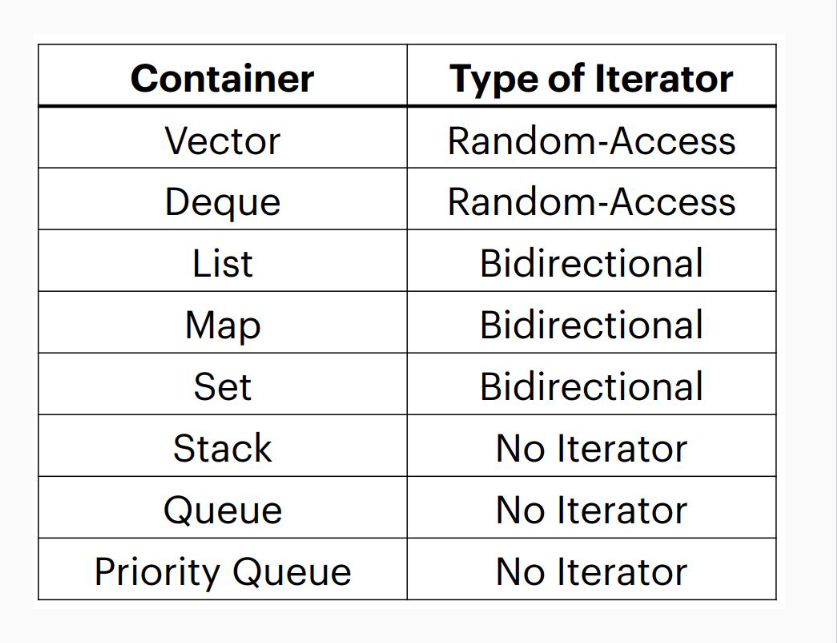 Container Type of Iterator
Vector Random-Access
Deque Random-Access
List Bidirectional
Map Bidirectional
Set Bidirectional
Stack No Iterator
Queue No Iterator
Priority Queue No Iterator